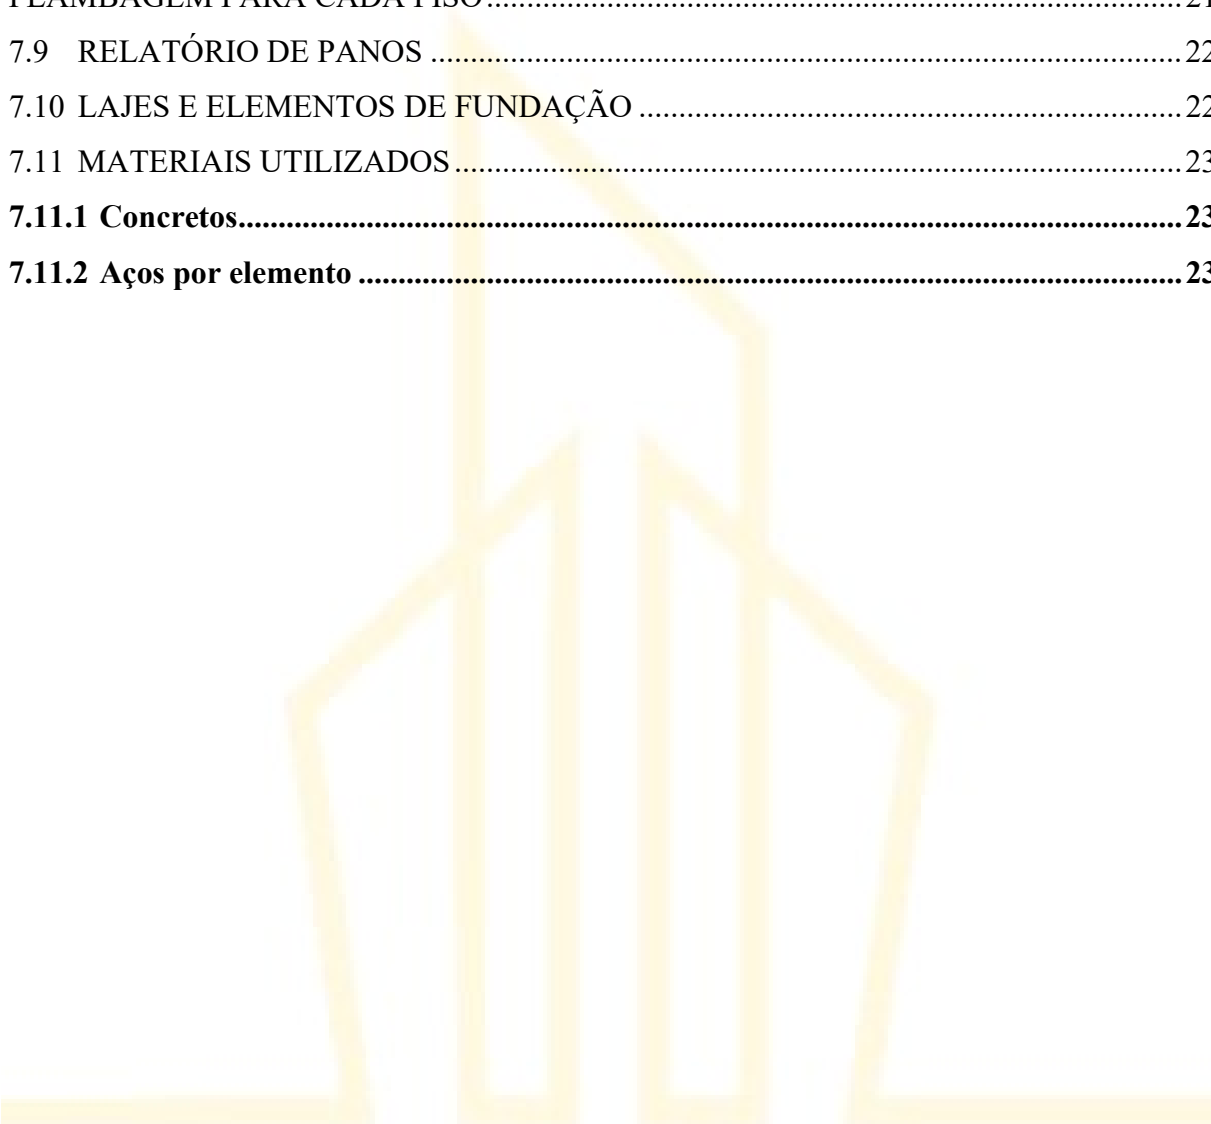 FLAMBAGEM PARA CADA PISO.......................................................................................21
7.9 RELATÓRIO DE PANOS ..............................................................................................22
7.10 LAJES E ELEMENTOS DE FUNDAÇÃO ....................................................................22
7.11 MATERIAIS UTILIZADOS...........................................................................................23
7.11.1 Concretos......................................................................................................................23
7.11.2 Aços por elemento .......................................................................................................23